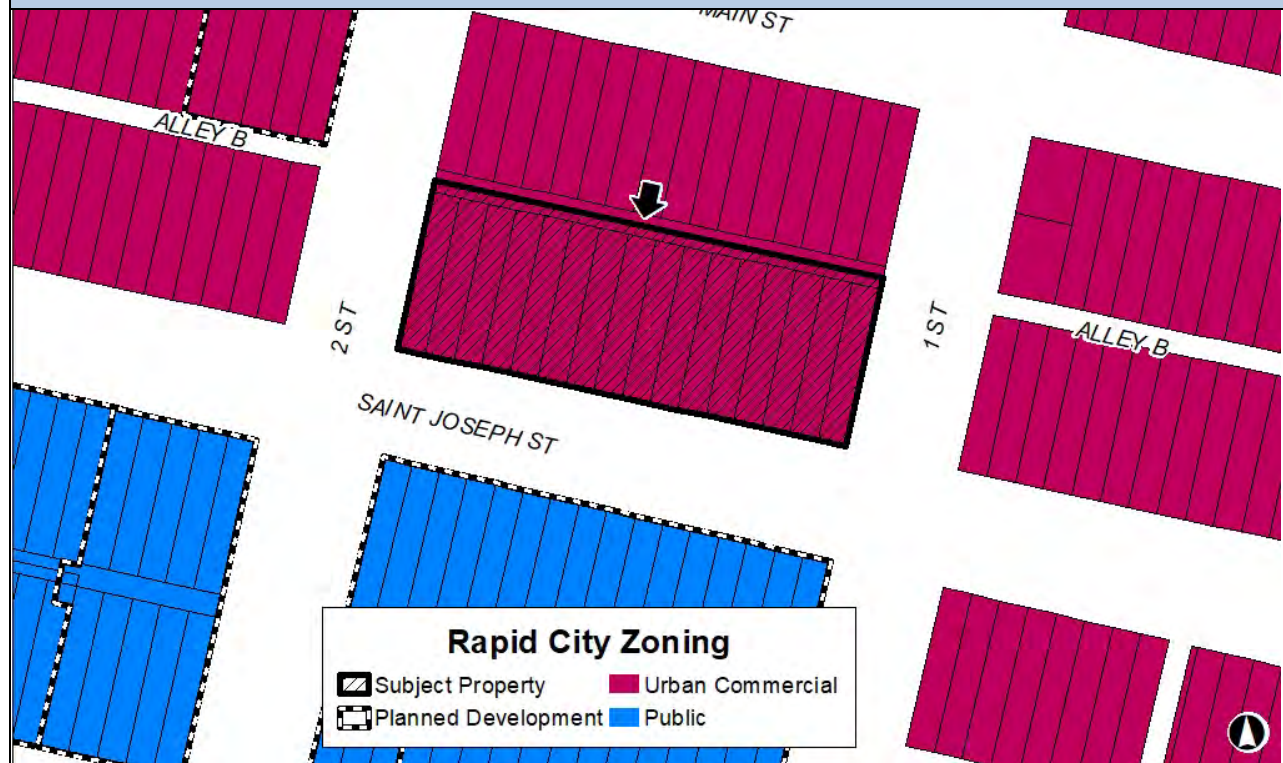 MAIN ST
ALLEY B
2 ST
1 ST
ALLEY B
SAINT JOSEPH ST
Rapid City Zoning
Subject Property
Urban Commercial
Planned Development
Public